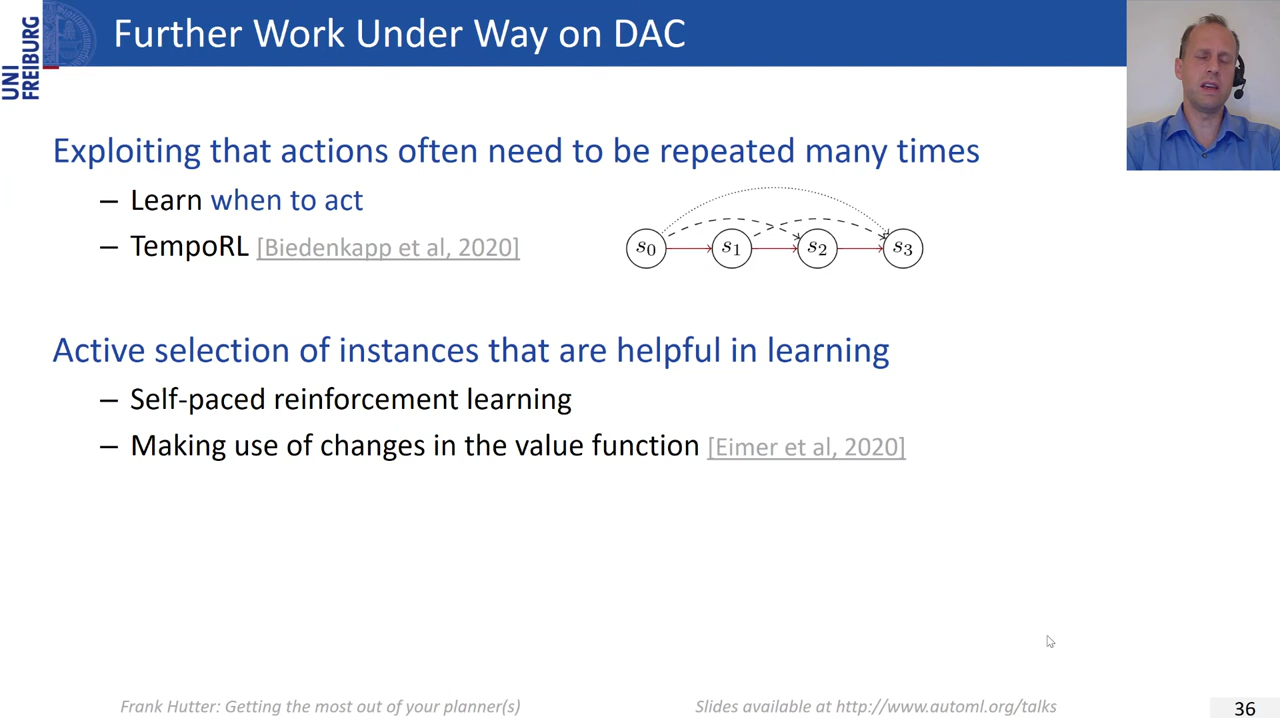 UNI
FREIBURG
Further Work Under Way on DAC
Exploiting that actions often need to be repeated many times
– Learn when to act
– TempoRL [Biedenkapp et al, 2020]
s0 s1 s2 s3
Active selection of instances that are helpful in learning
– Self-paced reinforcement learning
– Making use of changes in the value function [Eimer et al, 2020]
Frank Hutter: Getting the most out of your planner(s)
Slides available at http://www.automl.org/talks
36